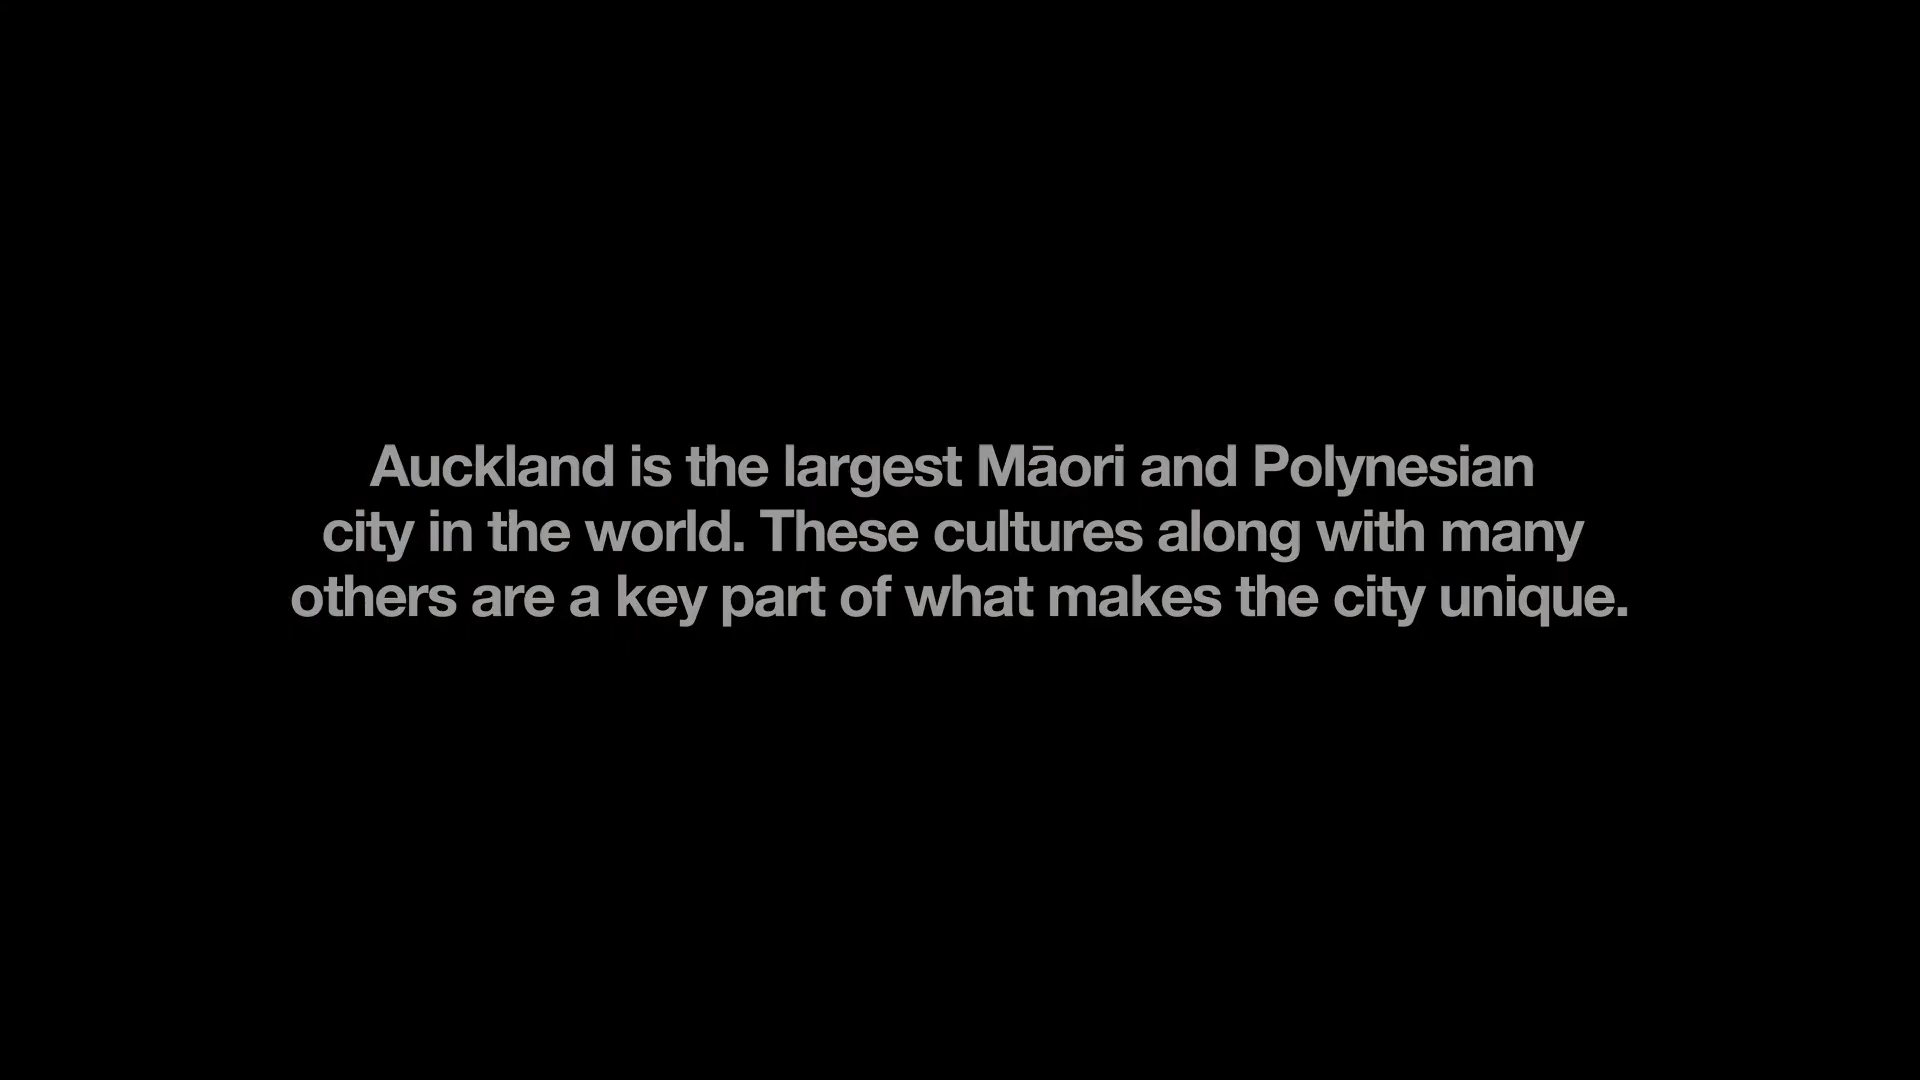 Auckland is the largest Māori and Polynesian
city in the world. These cultures along with many
others are a key part of what makes the city unique.